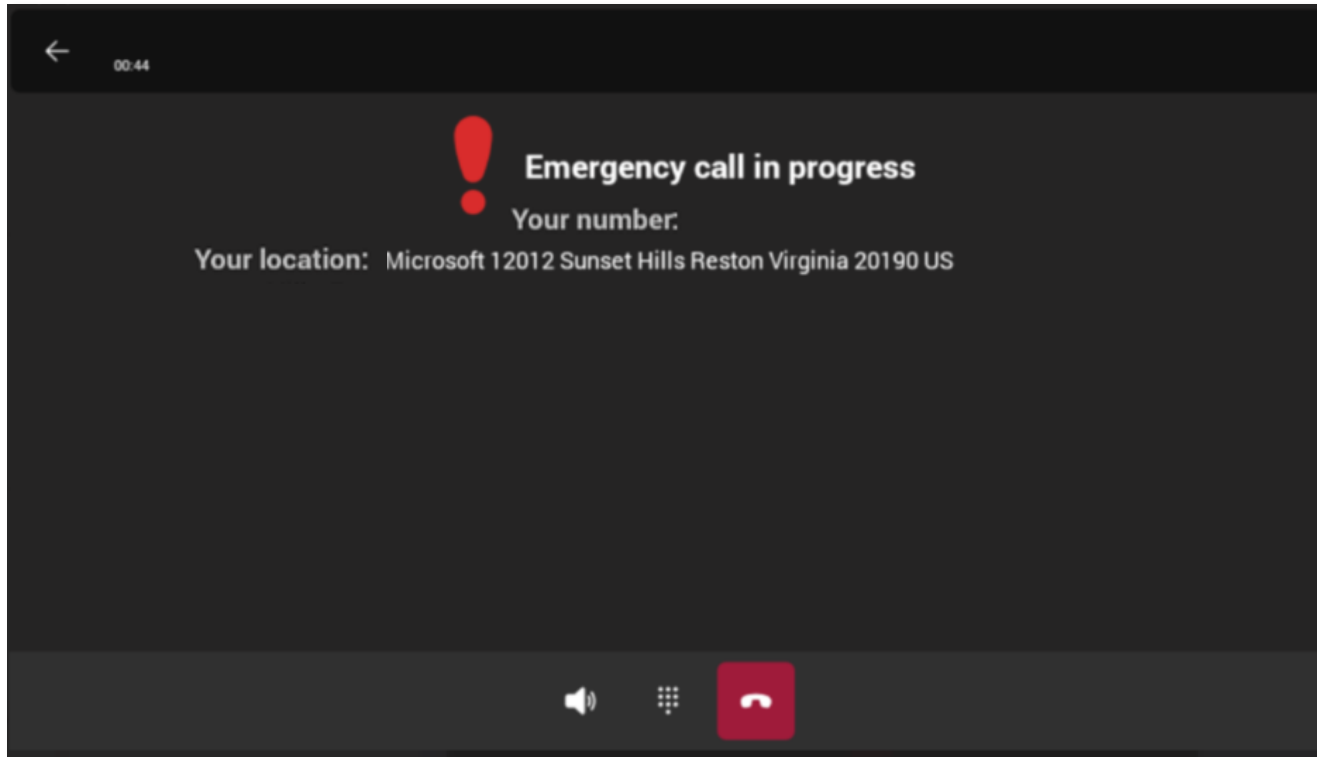 00:44
Emergency call in progress
Your number:
Your location: Microsoft 12012 Sunset Hills Reston Virginia 20190 US